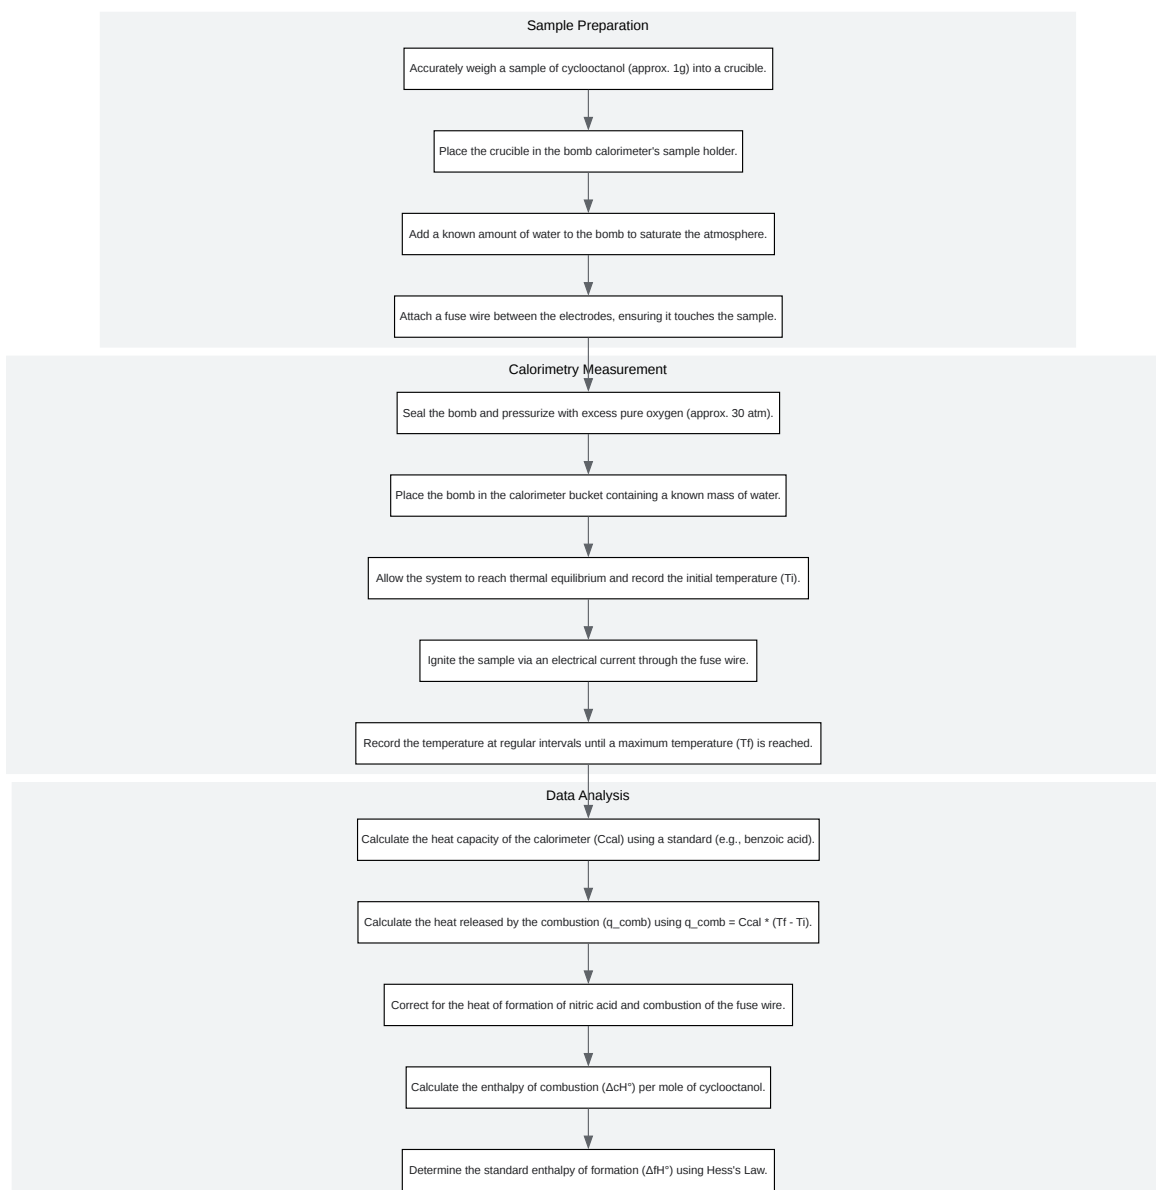 Sample Preparation
Accurately weigh a sample of cyclooctanol (approx. 1g) into a crucible.
Place the crucible in the bomb calorimeter's sample holder.
Add a known amount of water to the bomb to saturate the atmosphere.
Attach a fuse wire between the electrodes, ensuring it touches the sample.
Calorimetry Measurement
Seal the bomb and pressurize with excess pure oxygen (approx. 30 atm).
Place the bomb in the calorimeter bucket containing a known mass of water.
Allow the system to reach thermal equilibrium and record the initial temperature (Ti).
Ignite the sample via an electrical current through the fuse wire.
Record the temperature at regular intervals until a maximum temperature (Tf) is reached.
Data Analysis
Calculate the heat capacity of the calorimeter (Ccal) using a standard (e.g., benzoic acid).
Calculate the heat released by the combustion (q_comb) using q_comb = Ccal * (Tf - Ti).
Correct for the heat of formation of nitric acid and combustion of the fuse wire.
Calculate the enthalpy of combustion (ΔcH°) per mole of cyclooctanol.
Determine the standard enthalpy of formation (ΔfH°) using Hess's Law.